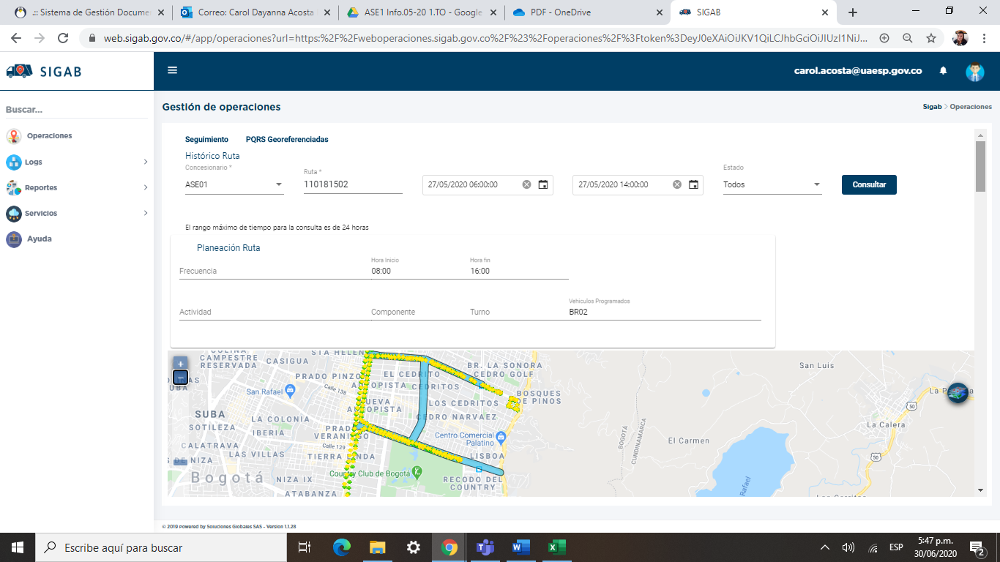 .:: Sistema de Gestión Documen
Correo: Carol Dayanna Acosta
ASE1 Info.05-20 1.TO - Google
PDF - OneDrive
SIGAB
web.sigab.gov.co/#/app/operaciones?url=https:%2F%2Fweboperaciones.sigab.gov.co%2F%23%2Foperaciones%2F%3Ftoken%3DeyJ0eXAiOiJKV1QiLCJhbGciOiJIUzI1NiJ...
SIGAB
carol.acosta@uaesp.gov.co
Buscar...
Operaciones
Logs
Reportes
Servicios
Ayuda
Gestión de operaciones
Sigab > Operaciones
Seguimiento PQRS Georeferenciadas
Histórico Ruta
Concesionario *
ASE01
Ruta *
110181502
27/05/2020 06:00:00
27/05/2020 14:00:00
Estado
Todos
Consultar
El rango máximo de tiempo para la consulta es de 24 horas
Planeación Ruta
Frecuencia
Hora Inicio
08:00
Hora fin
16:00
Actividad
Componente
Turno
Vehiculos Programados
BR02
+
−
CAMPESTRE
RESERVADA
CASIGUA
STA HELEN
PRADO PINZO
Calle 138
San Rafael
SUBA
SOTILEZA
LA COLONIA
IBERIA
CALATRAVA
LAS VILLAS
DE NIZA
Bogotá
NIZA IX
ATABANZA
EL CEDRITO
CEDRITOS
BR. LA SONORA
CEDRO GOLF
BOSQUES
DE PINOS
NUEVA
AUTOPISTA
LOS CEDRITOS
CEDRO NARVAEZ
PRADO
VERANIEGO
Calle 129
TIERRA LINDA
Centro Comercial
Palatino
LISBOA
Country Club de Bogotá
RECODO DEL
COUNTRY
BOGOTÁ
CUNDINAMARCA
San Luis
El Carmen
Rafael
La Calera
50
50
© 2019 Powered by Soluciones Globales SAS - Version 1.1.28
Escribe aquí para buscar
ESP
5:47 p.m.
30/06/2020
2